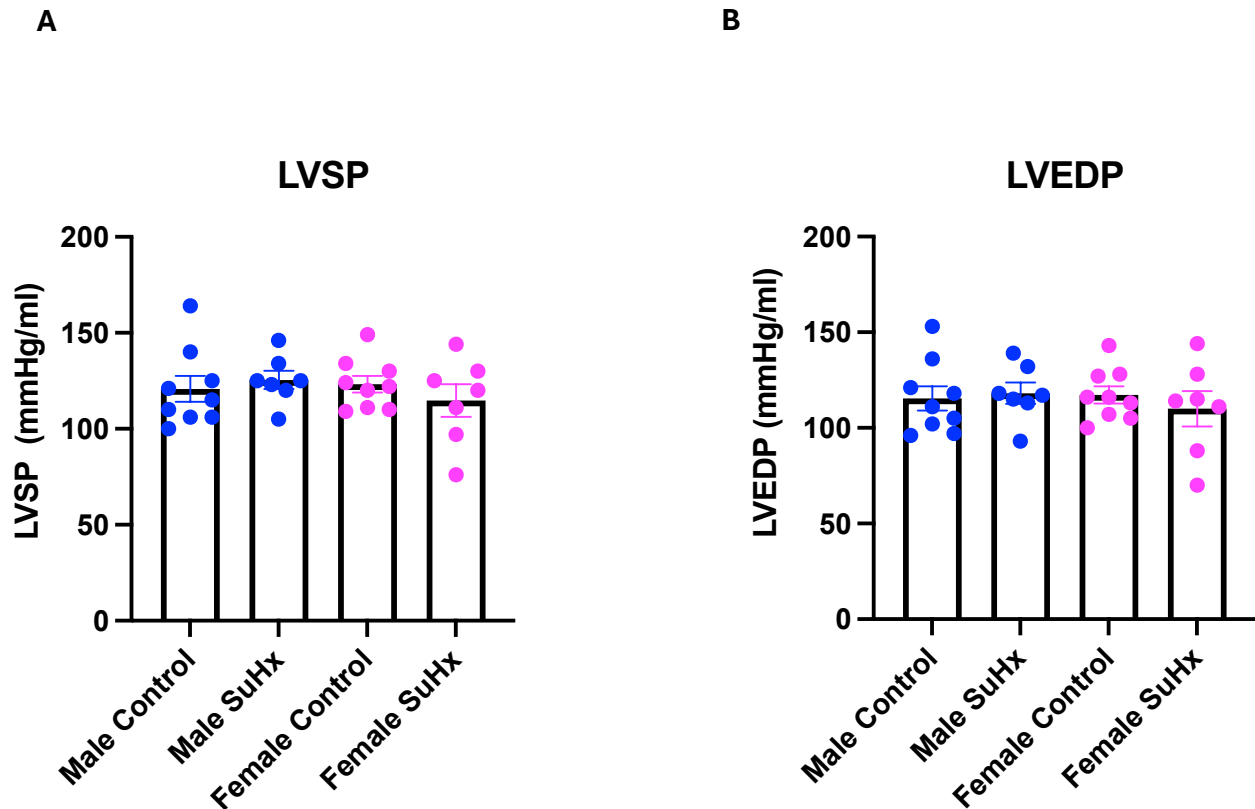 A
B
LVSP
LVSP (mmHg/ml)
200
150
100
50
0
Male Control
Male SuHx
Female Control
Female SuHx
LVEDP
LVEDP (mmHg/ml)
200
150
100
50
0
Male Control
Male SuHx
Female Control
Female SuHx